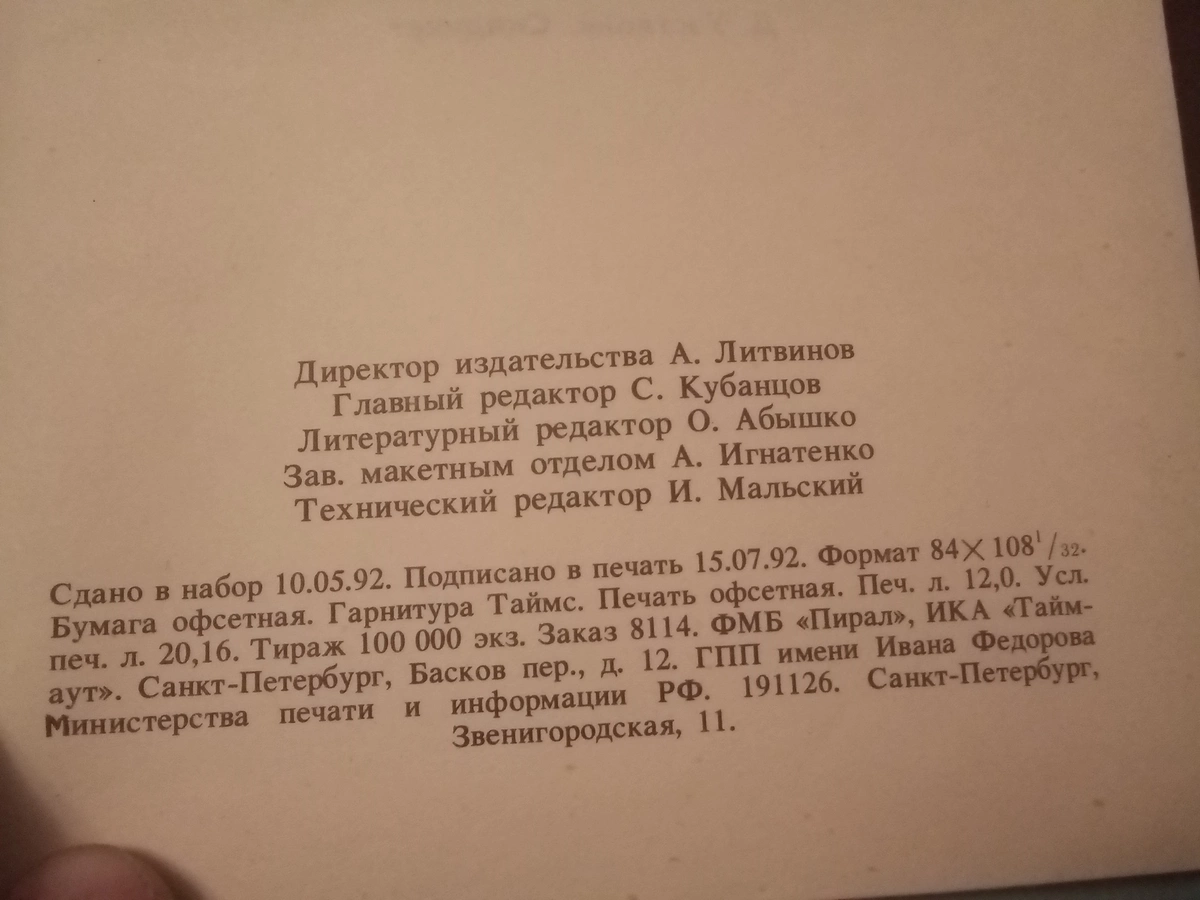 Директор издательства А. Литвинов
Главный редактор С. Кубанцов
Литературный редактор О. Абышко
Зав. макетным отделом А. Игнатенко
Технический редактор И. Мальский
Сдано в набор 10.05.92. Подписано в печать 15.07.92. Формат 84×108¹/₃₂.
Бумага офсетная. Гарнитура Таймс. Печать офсетная. Печ. л. 12,0. Усл.
печ. л. 20,16. Тираж 100 000 экз. Заказ 8114. ФМБ «Пирал», ИКА «Тайм-
аут». Санкт-Петербург, Басков пер., д. 12. ГПП имени Ивана Федорова
Министерства печати и информации РФ. 191126. Санкт-Петербург,
Звенигородская, 11.